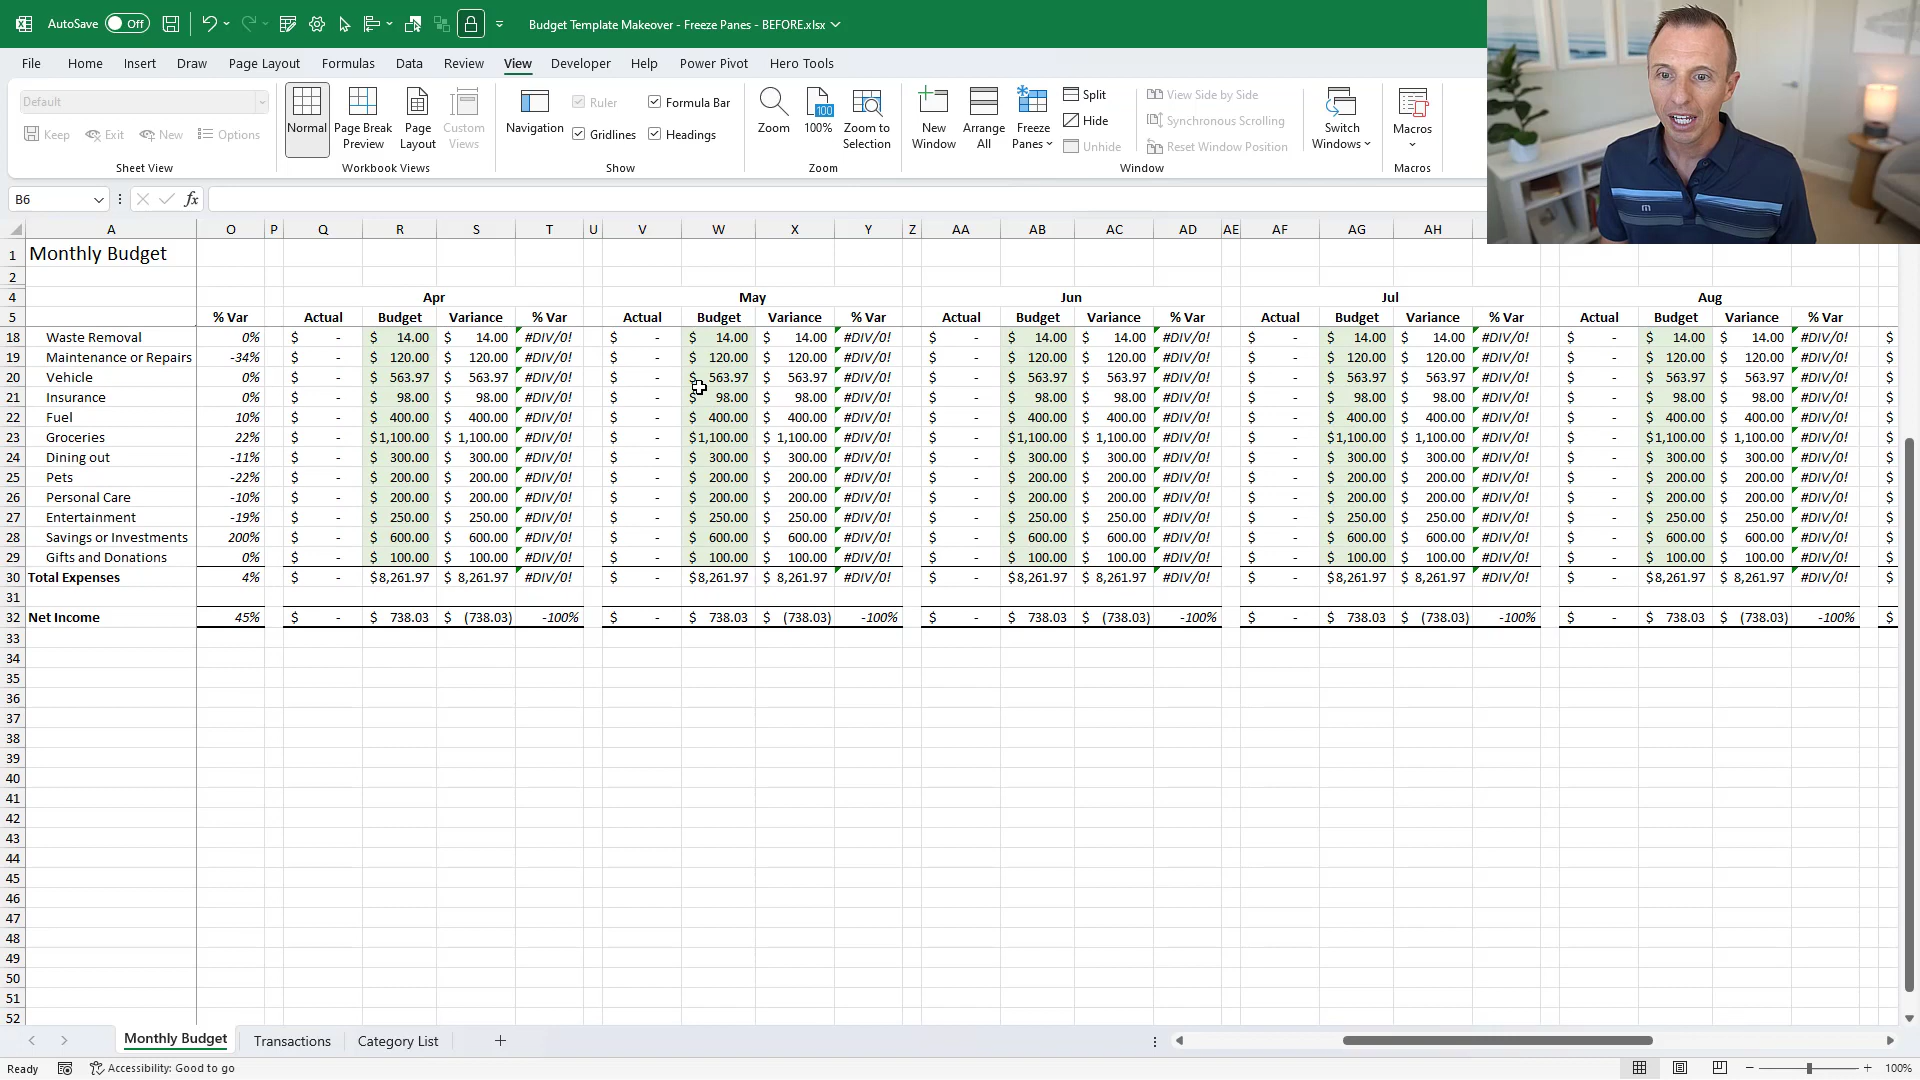 AutoSave Off Budget Template Makeover - Freeze Panes - BEFORE.xlsx
File Home Insert Draw Page Layout Formulas Data Review View Developer Help Power Pivot Hero Tools
Default Ruler Formula Bar Split View Side by Side
Keep Exit New Options Normal Page Break Preview Page Layout Custom Views Navigation Gridlines Headings Zoom 100% Zoom to Selection New Window Arrange All Freeze Panes Hide Synchronous Scrolling Switch Windows Macros
Unhide Reset Window Position
Sheet View Workbook Views Show Zoom Window Macros
B6 fx
A O P Q R S T U V W X Y Z AA AB AC AD AE AF AG AH
1 Monthly Budget
2
4 Apr May Jun Jul Aug
5 % Var Actual Budget Variance % Var Actual Budget Variance % Var Actual Budget Variance % Var Actual Budget Variance % Var Actual Budget Variance % Var
18 Waste Removal 0% $ - $ 14.00 $ 14.00 #DIV/0! $ - $ 14.00 $ 14.00 #DIV/0! $ - $ 14.00 $ 14.00 #DIV/0! $ - $ 14.00 $ 14.00 #DIV/0! $ - $ 14.00 $ 14.00 #DIV/0! $
19 Maintenance or Repairs -34% $ - $ 120.00 $ 120.00 #DIV/0! $ - $ 120.00 $ 120.00 #DIV/0! $ - $ 120.00 $ 120.00 #DIV/0! $ - $ 120.00 $ 120.00 #DIV/0! $ - $ 120.00 $ 120.00 #DIV/0! $
20 Vehicle 0% $ - $ 563.97 $ 563.97 #DIV/0! $ - $ 563.97 $ 563.97 #DIV/0! $ - $ 563.97 $ 563.97 #DIV/0! $ - $ 563.97 $ 563.97 #DIV/0! $ - $ 563.97 $ 563.97 #DIV/0! $
21 Insurance 0% $ - $ 98.00 $ 98.00 #DIV/0! $ - $ 98.00 $ 98.00 #DIV/0! $ - $ 98.00 $ 98.00 #DIV/0! $ - $ 98.00 $ 98.00 #DIV/0! $ - $ 98.00 $ 98.00 #DIV/0! $
22 Fuel 10% $ - $ 400.00 $ 400.00 #DIV/0! $ - $ 400.00 $ 400.00 #DIV/0! $ - $ 400.00 $ 400.00 #DIV/0! $ - $ 400.00 $ 400.00 #DIV/0! $ - $ 400.00 $ 400.00 #DIV/0! $
23 Groceries 22% $ - $1,100.00 $ 1,100.00 #DIV/0! $ - $1,100.00 $ 1,100.00 #DIV/0! $ - $1,100.00 $ 1,100.00 #DIV/0! $ - $1,100.00 $ 1,100.00 #DIV/0! $ - $1,100.00 $ 1,100.00 #DIV/0! $
24 Dining out -11% $ - $ 300.00 $ 300.00 #DIV/0! $ - $ 300.00 $ 300.00 #DIV/0! $ - $ 300.00 $ 300.00 #DIV/0! $ - $ 300.00 $ 300.00 #DIV/0! $ - $ 300.00 $ 300.00 #DIV/0! $
25 Pets -22% $ - $ 200.00 $ 200.00 #DIV/0! $ - $ 200.00 $ 200.00 #DIV/0! $ - $ 200.00 $ 200.00 #DIV/0! $ - $ 200.00 $ 200.00 #DIV/0! $ - $ 200.00 $ 200.00 #DIV/0! $
26 Personal Care -10% $ - $ 200.00 $ 200.00 #DIV/0! $ - $ 200.00 $ 200.00 #DIV/0! $ - $ 200.00 $ 200.00 #DIV/0! $ - $ 200.00 $ 200.00 #DIV/0! $ - $ 200.00 $ 200.00 #DIV/0! $
27 Entertainment -19% $ - $ 250.00 $ 250.00 #DIV/0! $ - $ 250.00 $ 250.00 #DIV/0! $ - $ 250.00 $ 250.00 #DIV/0! $ - $ 250.00 $ 250.00 #DIV/0! $ - $ 250.00 $ 250.00 #DIV/0! $
28 Savings or Investments 200% $ - $ 600.00 $ 600.00 #DIV/0! $ - $ 600.00 $ 600.00 #DIV/0! $ - $ 600.00 $ 600.00 #DIV/0! $ - $ 600.00 $ 600.00 #DIV/0! $ - $ 600.00 $ 600.00 #DIV/0! $
29 Gifts and Donations 0% $ - $ 100.00 $ 100.00 #DIV/0! $ - $ 100.00 $ 100.00 #DIV/0! $ - $ 100.00 $ 100.00 #DIV/0! $ - $ 100.00 $ 100.00 #DIV/0! $ - $ 100.00 $ 100.00 #DIV/0! $
30 Total Expenses 4% $ - $8,261.97 $ 8,261.97 #DIV/0! $ - $8,261.97 $ 8,261.97 #DIV/0! $ - $8,261.97 $ 8,261.97 #DIV/0! $ - $8,261.97 $ 8,261.97 #DIV/0! $ - $8,261.97 $ 8,261.97 #DIV/0! $
31
32 Net Income 45% $ - $ 738.03 $ (738.03) -100% $ - $ 738.03 $ (738.03) -100% $ - $ 738.03 $ (738.03) -100% $ - $ 738.03 $ (738.03) -100% $ - $ 738.03 $ (738.03) -100% $
33
34
35
36
37
38
39
40
41
42
43
44
45
46
47
48
49
50
51
52
Monthly Budget Transactions Category List
Ready Accessibility: Good to go 100%